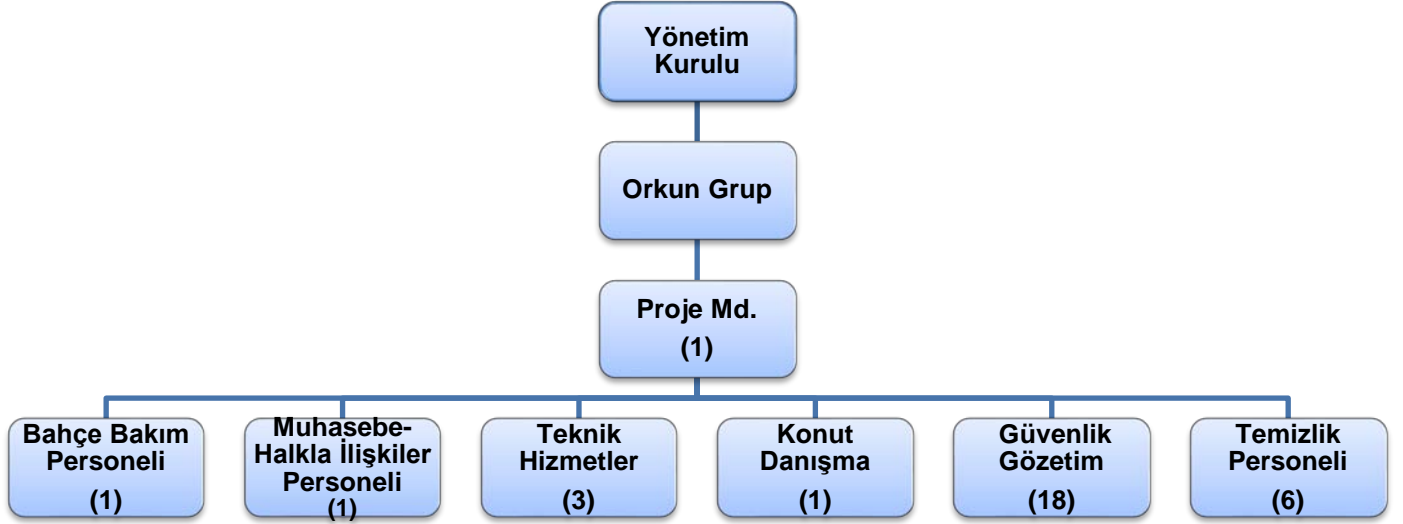 Yönetim
Kurulu
Orkun Grup
Proje Md.
(1)
Bahçe Bakım
Personeli
(1)
Muhasebe-
Halkla İlişkiler
Personeli
(1)
Teknik
Hizmetler
(3)
Konut
Danışma
(1)
Güvenlik
Gözetim
(18)
Temizlik
Personeli
(6)